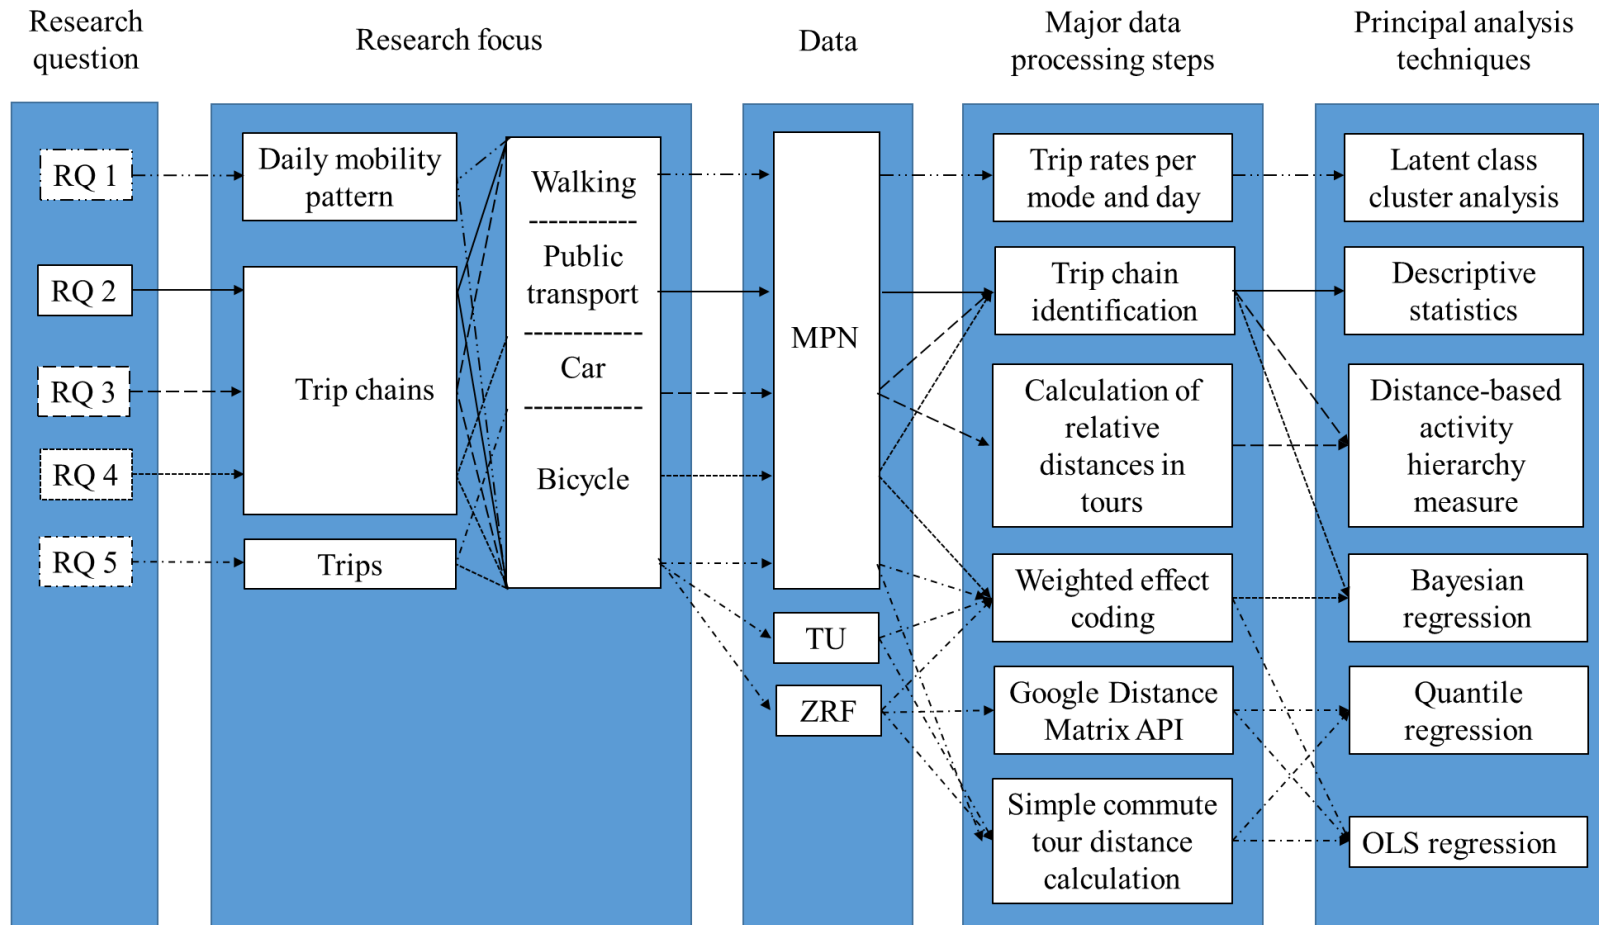 Research
question
Research focus
Data
Major data
processing steps
Principal analysis
techniques
RQ 1
RQ 2
RQ 3
RQ 4
RQ 5
Daily mobility
pattern
Trip chains
Trips
Walking
Public
transport
Car
Bicycle
MPN
TU
ZRF
Trip rates per
mode and day
Trip chain
identification
Calculation of
relative
distances in
tours
Weighted effect
coding
Google Distance
Matrix API
Simple commute
tour distance
calculation
Latent class
cluster analysis
Descriptive
statistics
Distance-based
activity
hierarchy
measure
Bayesian
regression
Quantile
regression
OLS regression